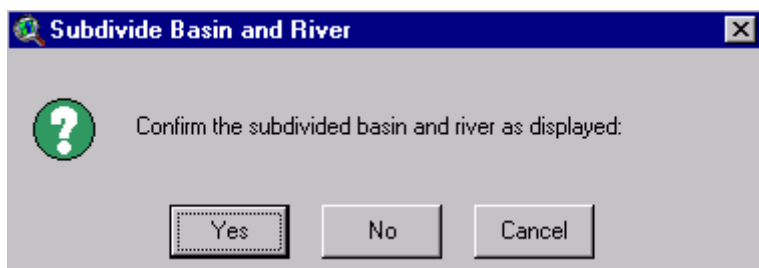 Subdivide Basin and River
Confirm the subdivided basin and river as displayed:
Yes No Cancel